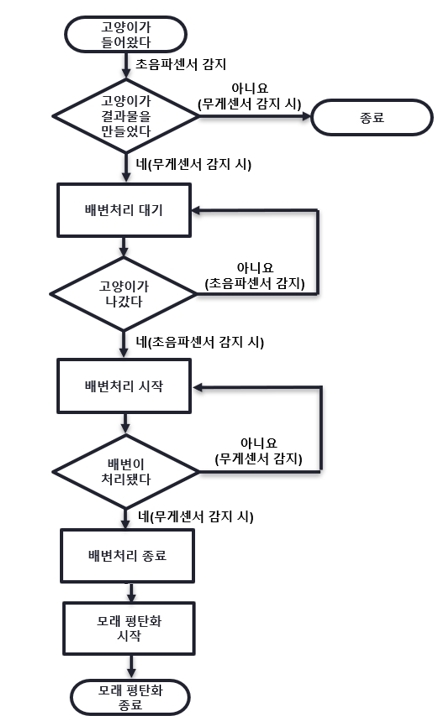 고양이가
들어왔다
초음파센서 감지
고양이가
결과물을
만들었다
아니요
(무게센서 감지 시)
종료
네(무게센서 감지 시)
배변처리 대기
고양이가
나갔다
아니요
(초음파센서 감지)
네(초음파센서 감지 시)
배변처리 시작
배변이
처리됐다
아니요
(무게센서 감지)
네(무게센서 감지 시)
배변처리 종료
모래 평탄화
시작
모래 평탄화
종료